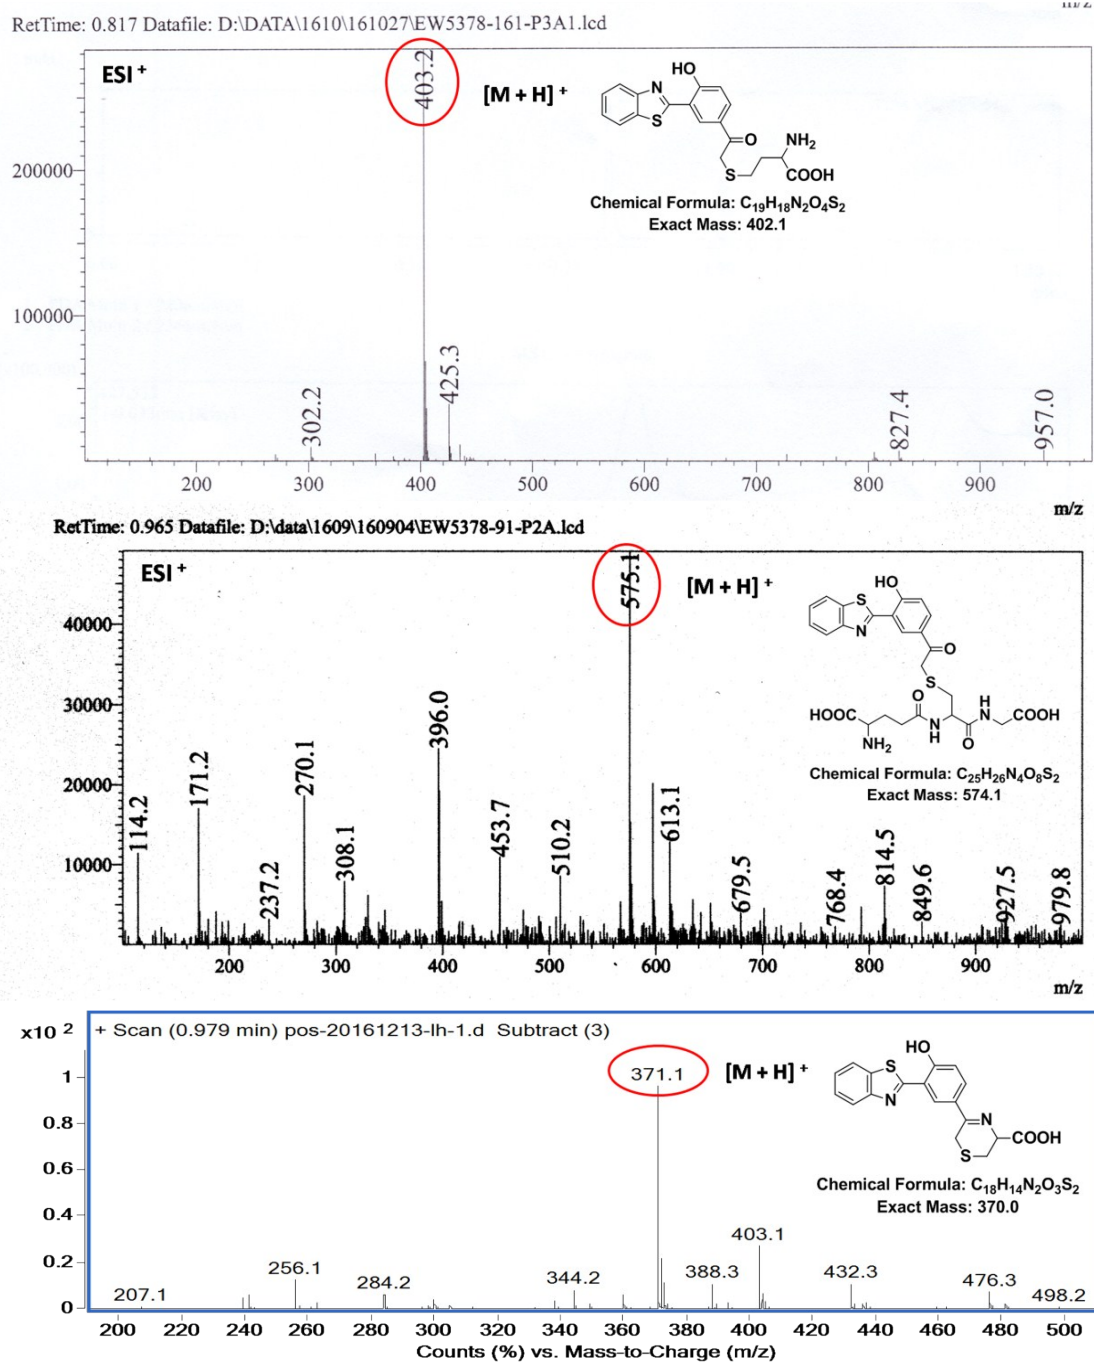 m/z
RetTime: 0.817 Datafile: D:\DATA\1610\161027\EW5378-161-P3A1.lcd
ESI +
403.2
[M + H] +
HO
N
S
O
NH2
S
COOH
Chemical Formula: C19H18N2O4S2
Exact Mass: 402.1
200000
100000
302.2
425.3
827.4
957.0
200 300 400 500 600 700 800 900
m/z
RetTime: 0.965 Datafile: D:\data\1609\160904\EW5378-91-P2A.lcd
ESI +
575.1
[M + H] +
HO
S
N
O
S
O
H
N
HOOC
N
H
COOH
NH2
O
Chemical Formula: C25H26N4O8S2
Exact Mass: 574.1
40000
30000
20000
10000
114.2
171.2
237.2
270.1
308.1
396.0
453.7
510.2
613.1
679.5
768.4
814.5
849.6
927.5
979.8
200 300 400 500 600 700 800 900
m/z
x10 2
+ Scan (0.979 min) pos-20161213-lh-1.d Subtract (3)
371.1
[M + H] +
HO
S
N
N
COOH
S
Chemical Formula: C18H14N2O3S2
Exact Mass: 370.0
1
0.8
0.6
0.4
0.2
0
207.1
256.1
284.2
344.2
388.3
403.1
432.3
476.3
498.2
200 220 240 260 280 300 320 340 360 380 400 420 440 460 480 500
Counts (%) vs. Mass-to-Charge (m/z)